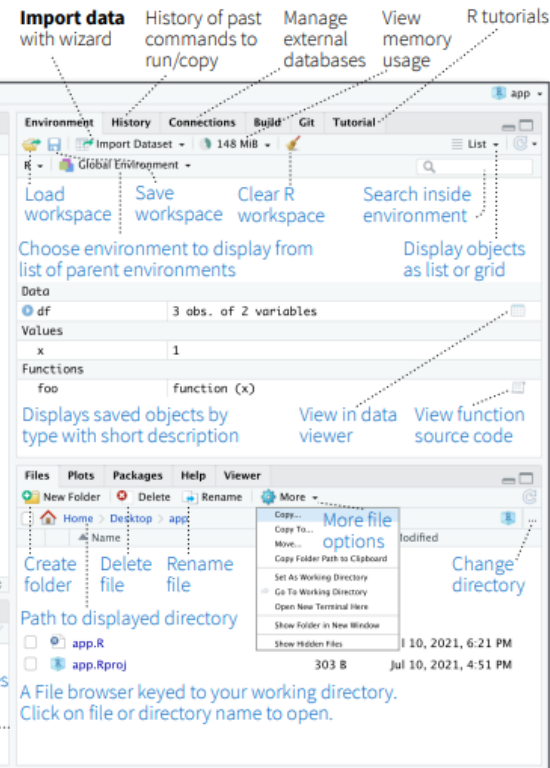 Import data
with wizard
History of past
commands to
run/copy
Manage
external
databases
View
memory
usage
R tutorials
app
Environment History Connections Build Git Tutorial
Import Dataset 148 MiB List
R Global Environment
Load
workspace
Save
workspace
Clear R
workspace
Search inside
environment
Choose environment to display from
list of parent environments
Display objects
as list or grid
Data
df 3 obs. of 2 variables
Values
x 1
Functions
foo function (x)
Displays saved objects by
type with short description
View in data
viewer
View function
source code
Files Plots Packages Help Viewer
New Folder Delete Rename More
Home Desktop app ...
Name
Copy...
Copy To...
Move...
Copy Folder Path to Clipboard
Set As Working Directory
Go To Working Directory
Open New Terminal Here
Show Folder in New Window
Show Hidden Files
More file
options
lodified
Create
folder
Delete
file
Rename
file
Change
directory
Path to displayed directory
app.R l 10, 2021, 6:21 PM
app.Rproj 303 B Jul 10, 2021, 4:51 PM
A File browser keyed to your working directory.
Click on file or directory name to open.
s
...